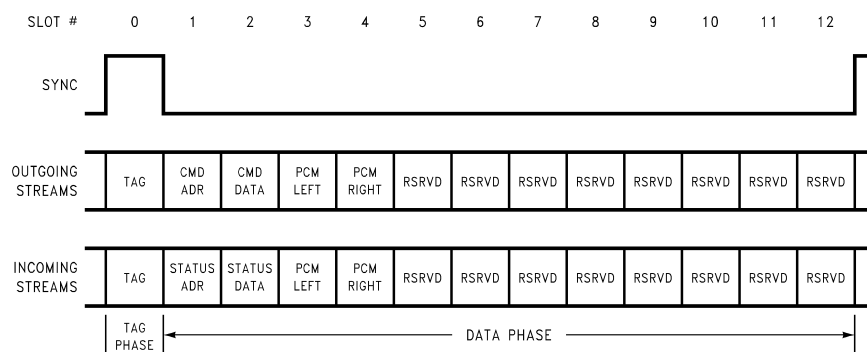 SLOT # 0 1 2 3 4 5 6 7 8 9 10 11 12
SYNC
OUTGOING STREAMS
TAG
CMD ADR
CMD DATA
PCM LEFT
PCM RIGHT
RSRVD
RSRVD
RSRVD
RSRVD
RSRVD
RSRVD
RSRVD
RSRVD
INCOMING STREAMS
TAG
STATUS ADR
STATUS DATA
PCM LEFT
PCM RIGHT
RSRVD
RSRVD
RSRVD
RSRVD
RSRVD
RSRVD
RSRVD
RSRVD
TAG PHASE
DATA PHASE